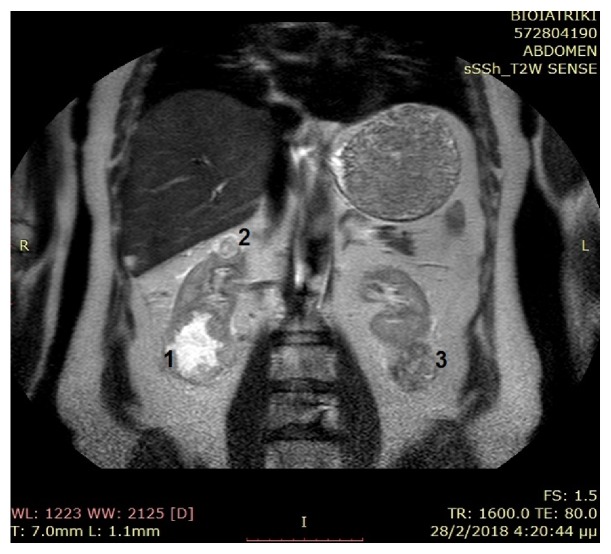 BIOIATRIKI
572804190
ABDOMEN
sSSh_T2W SENSE
2
R
L
1
3
WL: 1223 WW: 2125 [D]
T: 7.0mm L: 1.1mm
I
FS: 1.5
TR: 1600.0 TE: 80.0
28/2/2018 4:20:44 μμ